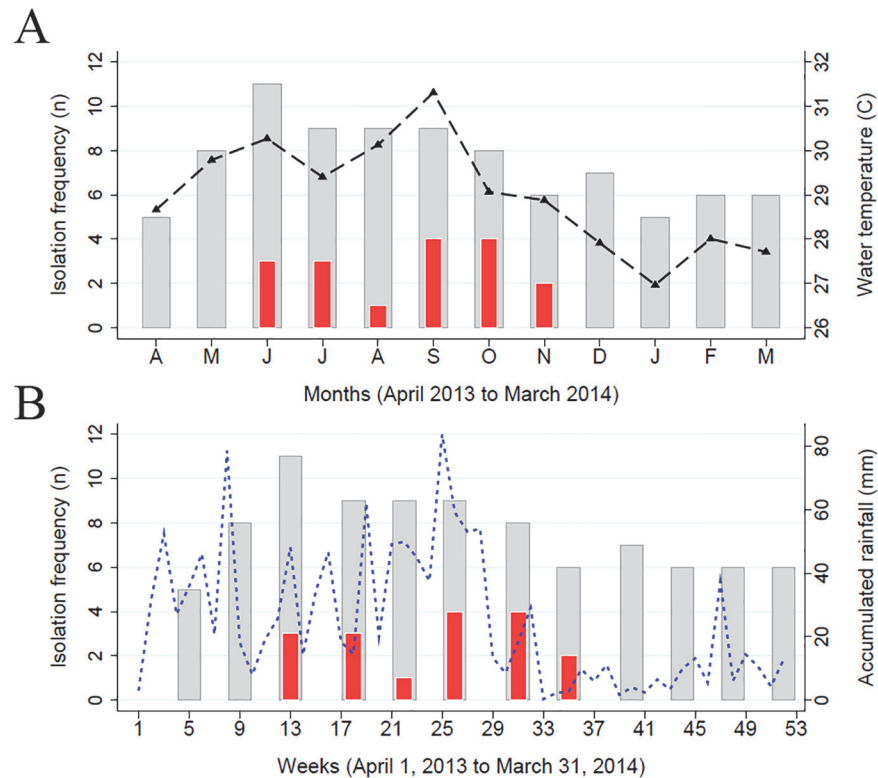 A
Isolation frequency (n)
12
10
8
6
4
2
0
32
31
30
29
28
27
26
Water temperature (C)
A M J J A S O N D J F M
Months (April 2013 to March 2014)
B
Isolation frequency (n)
12
10
8
6
4
2
0
80
60
40
20
0
Accumulated rainfall (mm)
1 5 9 13 17 21 25 29 33 37 41 45 49 53
Weeks (April 1, 2013 to March 31, 2014)